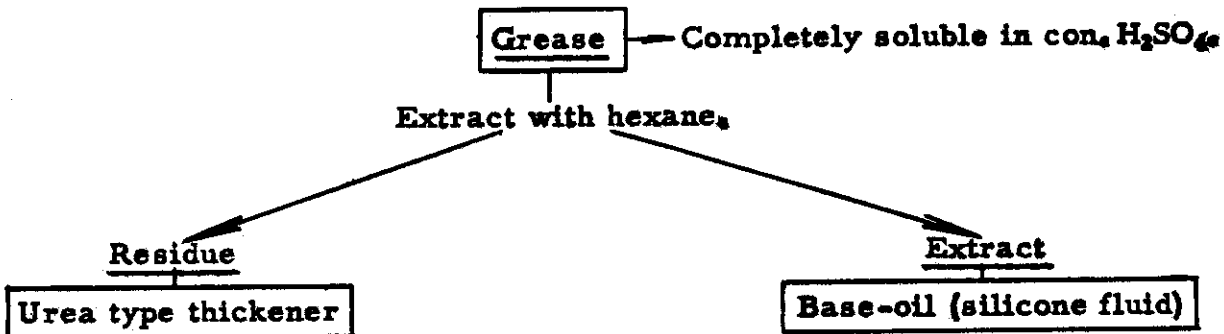 Grease Completely soluble in con. H₂SO₄.
Extract with hexane.
Residue Extract
Urea type thickener Base-oil (silicone fluid)